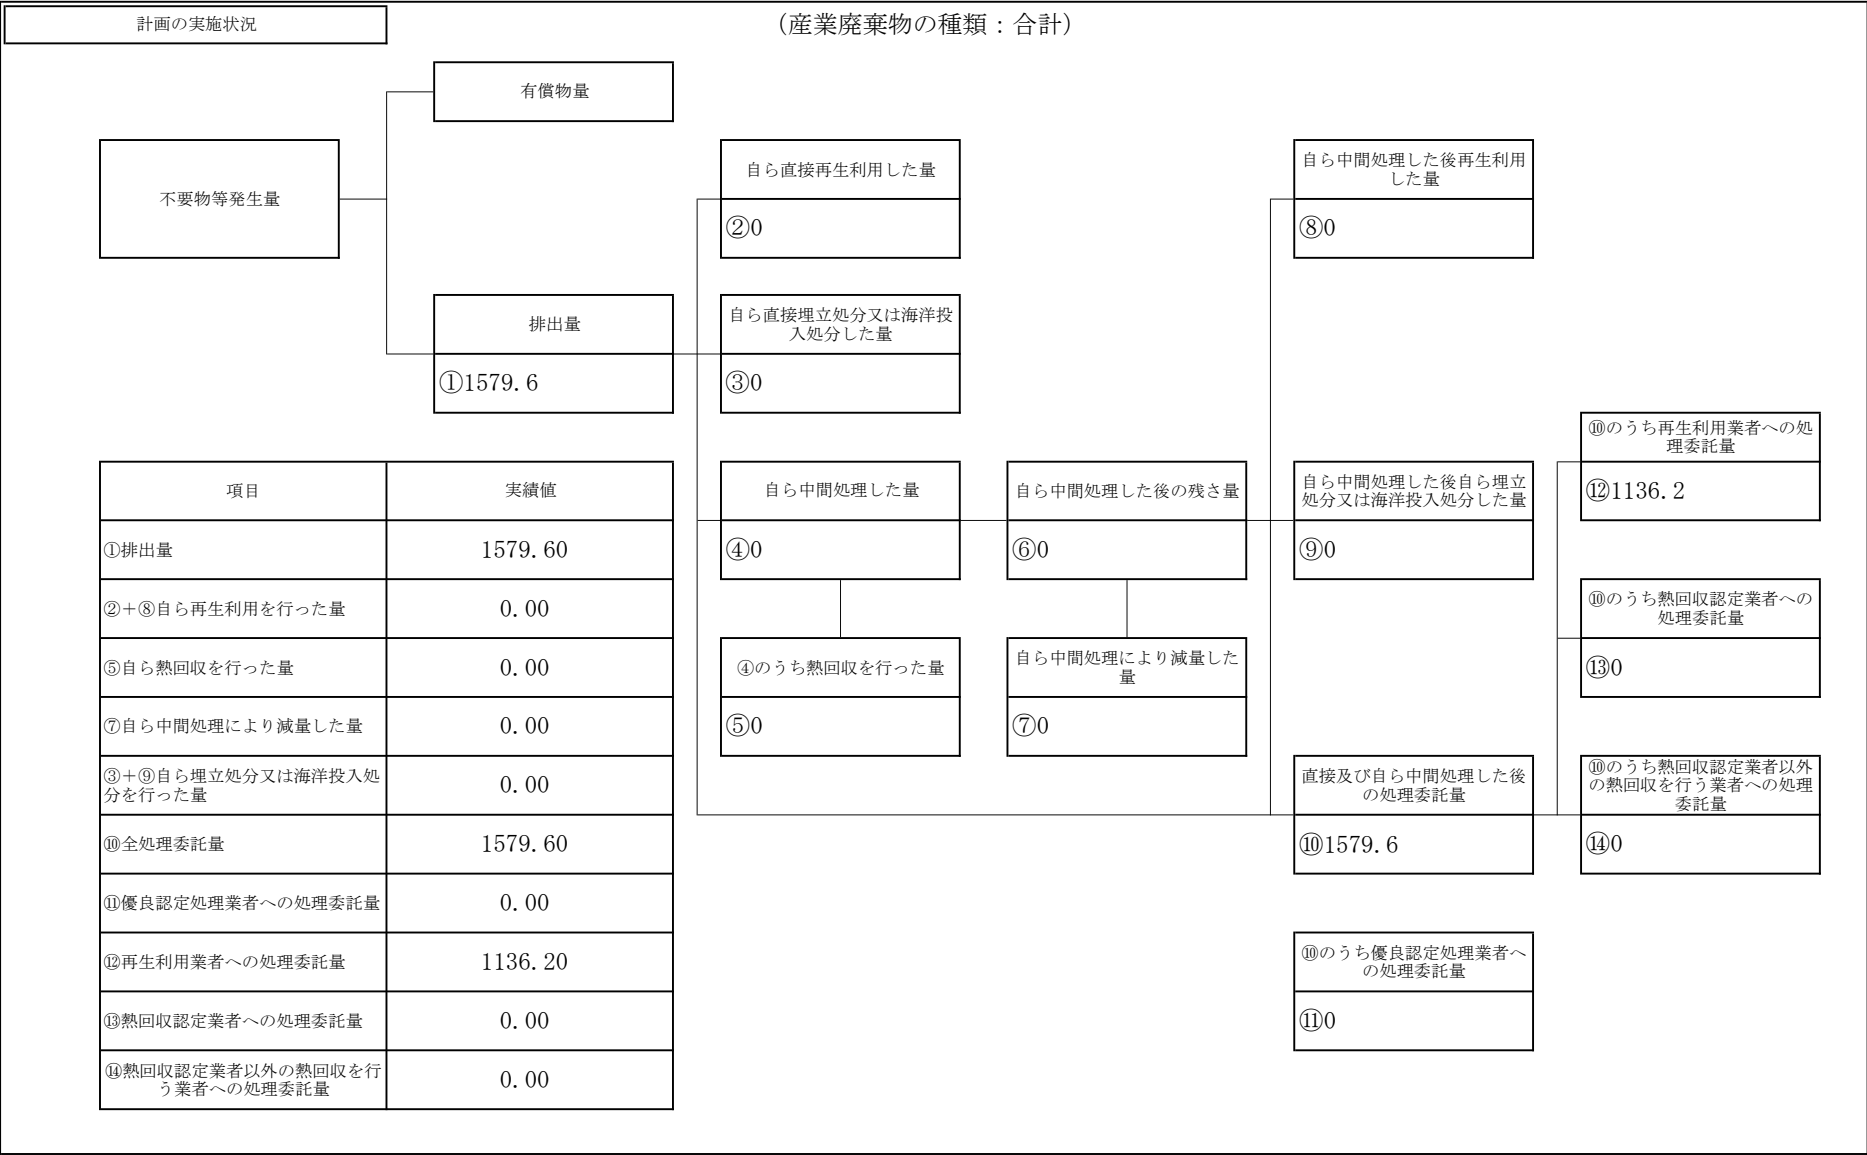 計画の実施状況
（産業廃棄物の種類：合計）
有償物量
不要物等発生量
自ら直接再生利用した量
②0
自ら中間処理した後再生利用
した量
⑧0
排出量
①1579.6
自ら直接埋立処分又は海洋投
入処分した量
③0
自ら中間処理した量
④0
自ら中間処理した後の残さ量
⑥0
自ら中間処理した後自ら埋立
処分又は海洋投入処分した量
⑨0
⑩のうち再生利用業者への処
理委託量
⑫1136.2
⑩のうち熱回収認定業者への
処理委託量
⑬0
④のうち熱回収を行った量
⑤0
自ら中間処理により減量した
量
⑦0
直接及び自ら中間処理した後
の処理委託量
⑩1579.6
⑩のうち熱回収認定業者以外
の熱回収を行う業者への処理
委託量
⑭0
⑩のうち優良認定処理業者へ
の処理委託量
⑪0
項目 実績値
①排出量 1579.60
②＋⑧自ら再生利用を行った量 0.00
⑤自ら熱回収を行った量 0.00
⑦自ら中間処理により減量した量 0.00
③＋⑨自ら埋立処分又は海洋投入処
分を行った量 0.00
⑩全処理委託量 1579.60
⑪優良認定処理業者への処理委託量 0.00
⑫再生利用業者への処理委託量 1136.20
⑬熱回収認定業者への処理委託量 0.00
⑭熱回収認定業者以外の熱回収を行
う業者への処理委託量 0.00